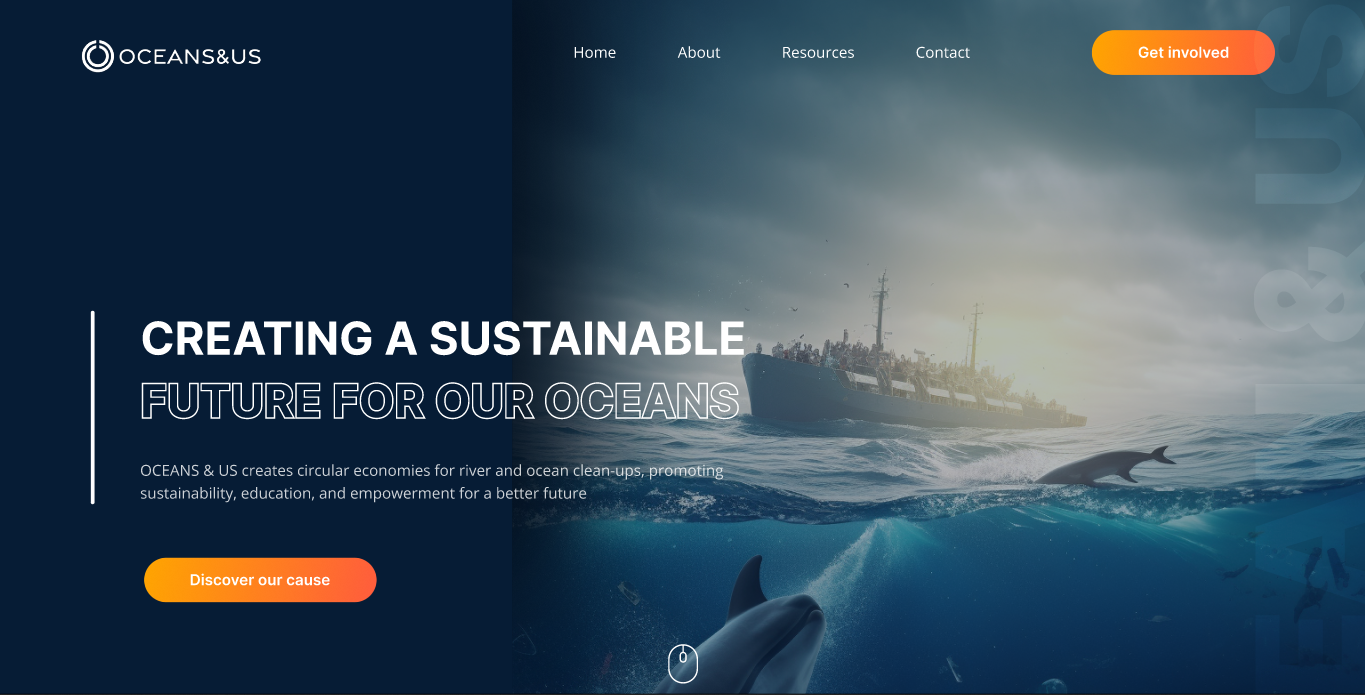 OCEANS&US
Home
About
Resources
Contact
Get involved
CREATING A SUSTAINABLE
FUTURE FOR OUR OCEANS
OCEANS & US creates circular economies for river and ocean clean-ups, promoting
sustainability, education, and empowerment for a better future
Discover our cause
& US